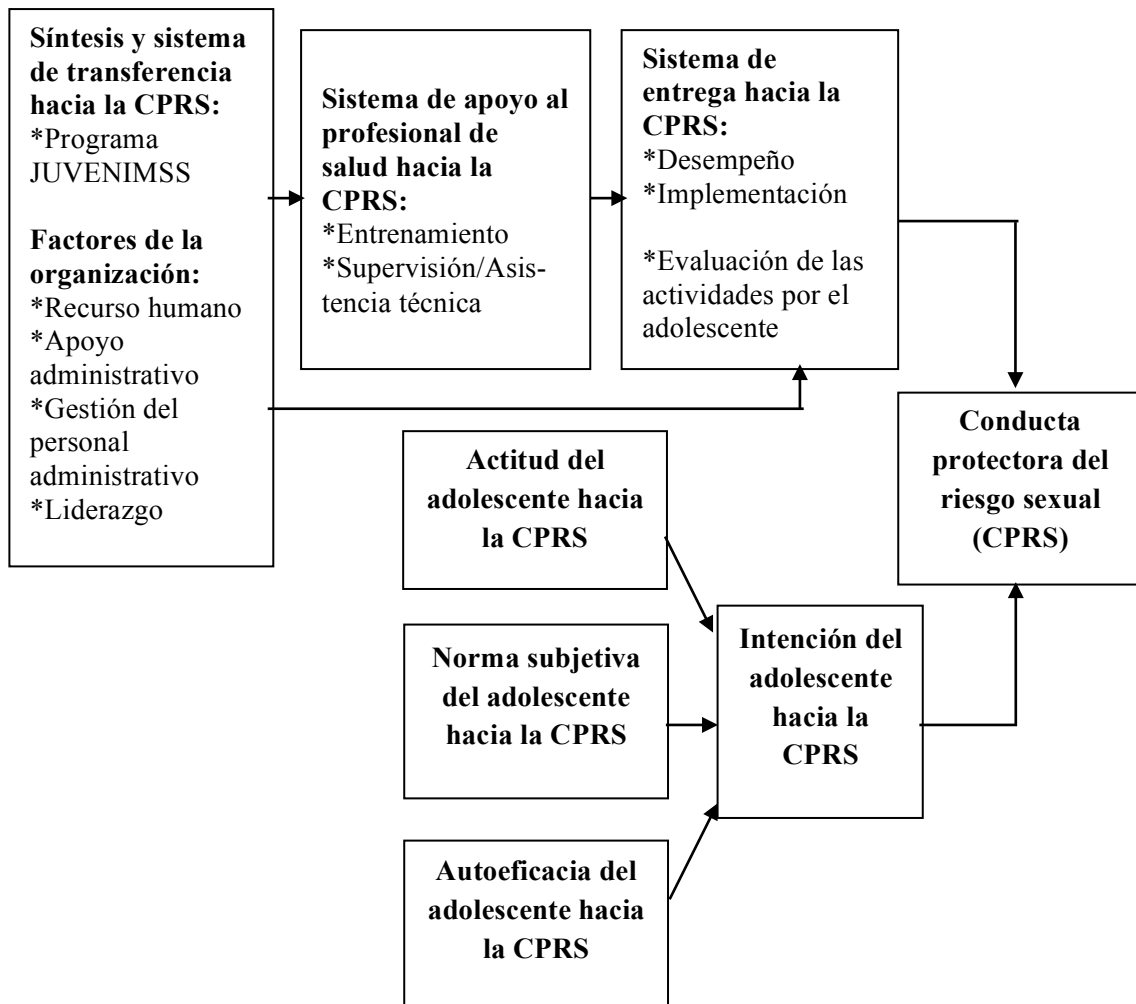 Síntesis y sistema
de transferencia
hacia la CPRS:
*Programa
JUVENIMSS
Factores de la
organización:
*Recurso humano
*Apoyo
administrativo
*Gestión del
personal
administrativo
*Liderazgo
Sistema de apoyo al
profesional de
salud hacia la
CPRS:
*Entrenamiento
*Supervisión/Asis-
tencia técnica
Sistema de
entrega hacia la
CPRS:
*Desempeño
*Implementación
*Evaluación de las
actividades por el
adolescente
Actitud del
adolescente hacia
la CPRS
Norma subjetiva
del adolescente
hacia la CPRS
Autoeficacia del
adolescente hacia
la CPRS
Intención del
adolescente
hacia la
CPRS
Conducta
protectora del
riesgo sexual
(CPRS)